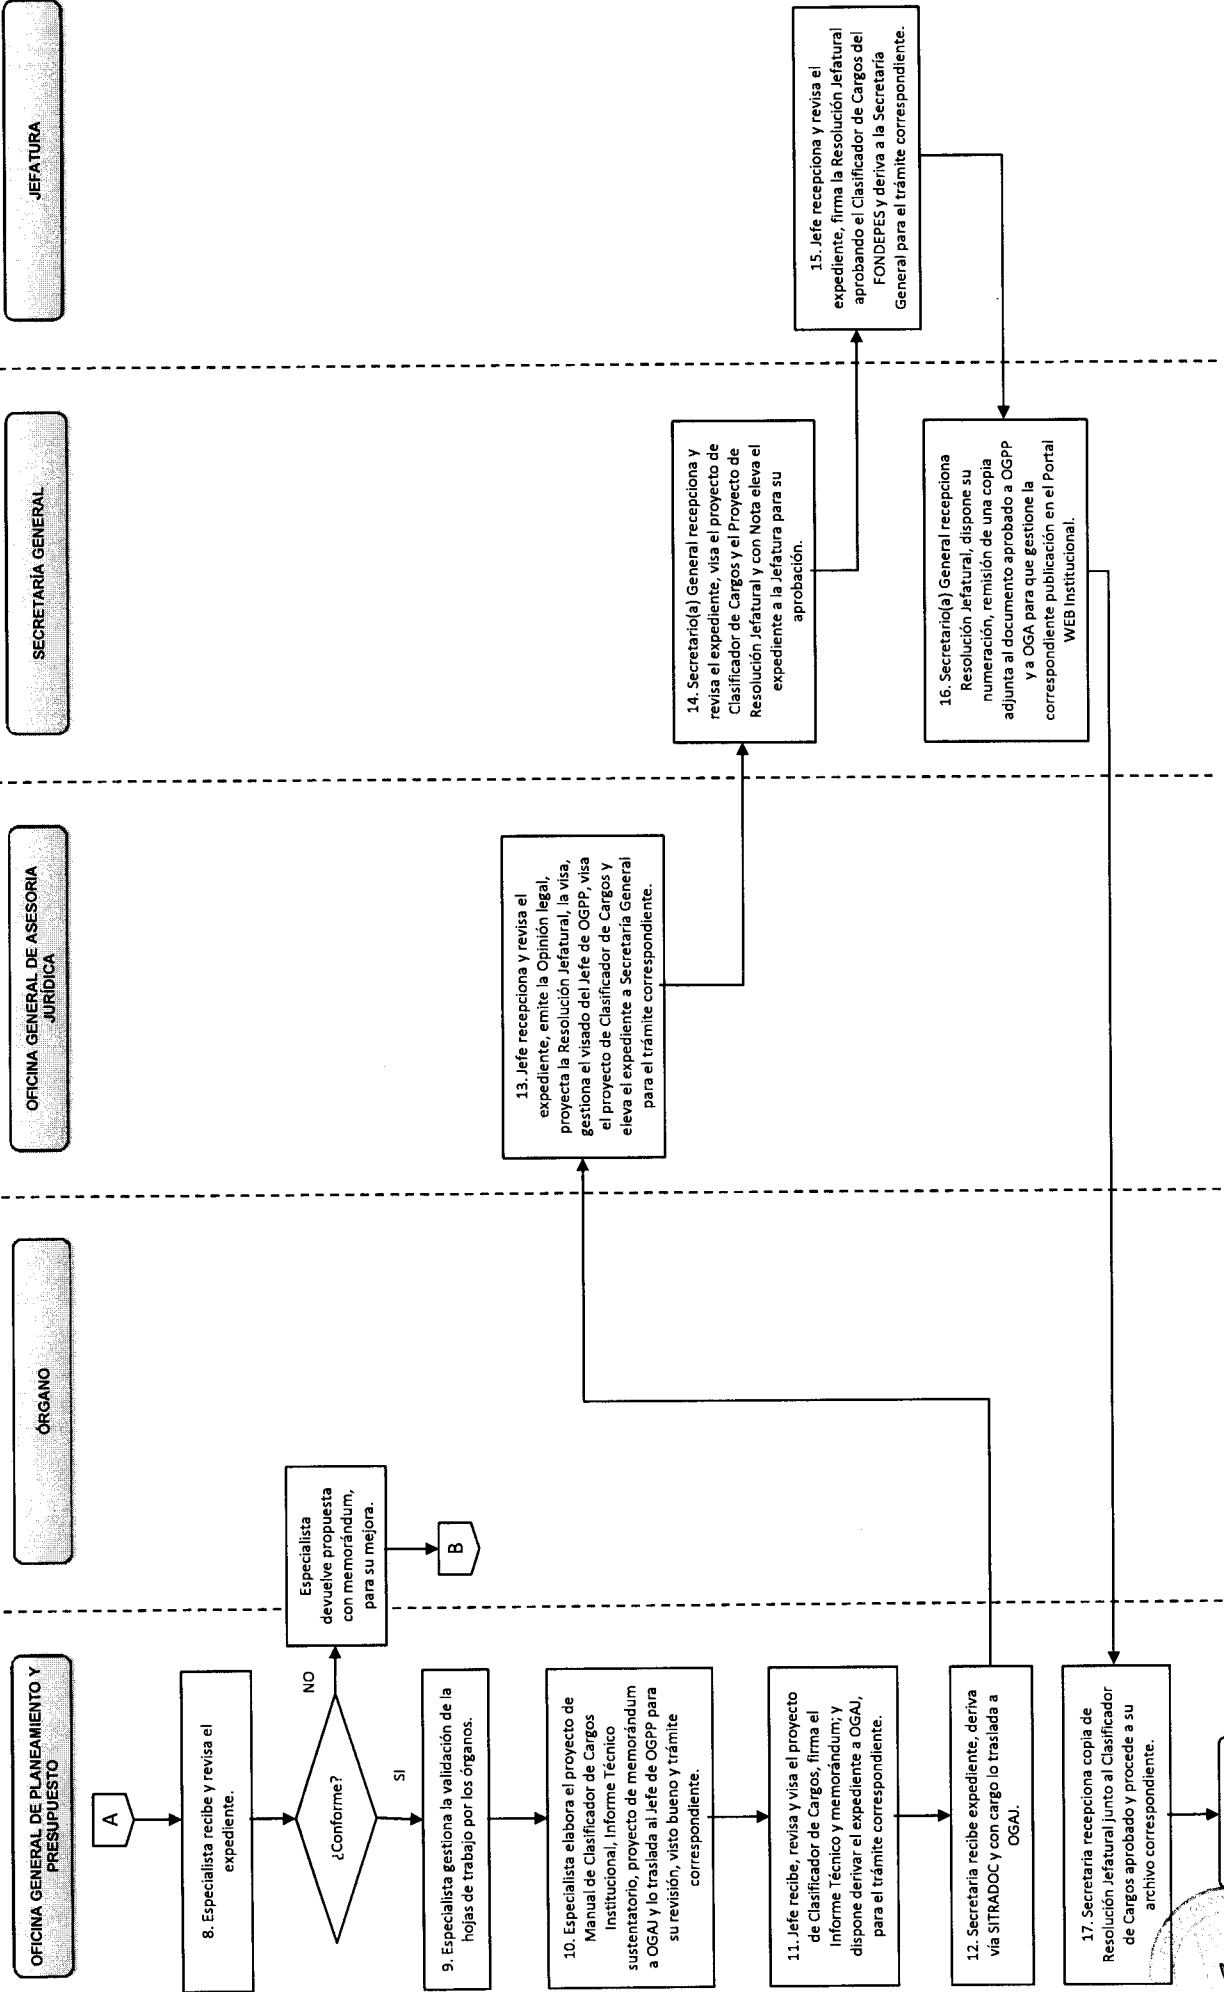 OFICINA GENERAL DE PLANEAMIENTO Y
PRESUPUESTO
ÓRGANO
OFICINA GENERAL DE ASESORIA
JURÍDICA
SECRETARÍA GENERAL
JEFATURA
A
8. Especialista recibe y revisa el
expediente.
¿Conforme?
NO
SI
Especialista
devuelve propuesta
con memorándum,
para su mejora.
B
9. Especialista gestiona la validación de la
hojas de trabajo por los órganos.
10. Especialista elabora el proyecto de
Manual de Clasificador de Cargos
Institucional, Informe Técnico
sustentatorio, proyecto de memorándum
a OGAJ y lo traslada al Jefe de OGPP para
su revisión, visto bueno y trámite
correspondiente.
11. Jefe recibe, revisa y visa el proyecto
de Clasificador de Cargos, firma el
Informe Técnico y memorándum; y
dispone derivar el expediente a OGAJ,
para el trámite correspondiente.
12. Secretaria recibe expediente, deriva
vía SITRADOC y con cargo lo traslada a
OGAJ.
13. Jefe recepciona y revisa el
expediente, emite la Opinión legal,
proyecta la Resolución Jefatural, la visa,
gestiona el visado del Jefe de OGPP, visa
el proyecto de Clasificador de Cargos y
eleva el expediente a Secretaría General
para el trámite correspondiente.
14. Secretario(a) General recepciona y
revisa el expediente, visa el proyecto de
Clasificador de Cargos y el Proyecto de
Resolución Jefatural y con Nota eleva el
expediente a la Jefatura para su
aprobación.
15. Jefe recepciona y revisa el
expediente, firma la Resolución Jefatural
aprobando el Clasificador de Cargos del
FONDEPES y deriva a la Secretaría
General para el trámite correspondiente.
16. Secretario(a) General recepciona
Resolución Jefatural, dispone su
numeración, remisión de una copia
adjunta al documento aprobado a OGPP
y a OGA para que gestione la
correspondiente publicación en el Portal
WEB Institucional.
17. Secretaria recepciona copia de
Resolución Jefatural junto al Clasificador
de Cargos aprobado y procede a su
archivo correspondiente.